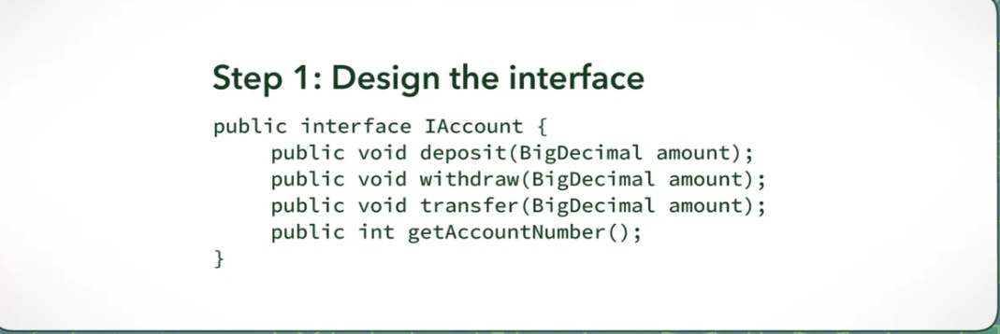 Step 1: Design the interface
public interface IAccount {
public void deposit(BigDecimal amount);
public void withdraw(BigDecimal amount);
public void transfer(BigDecimal amount);
public int getAccountNumber();
}